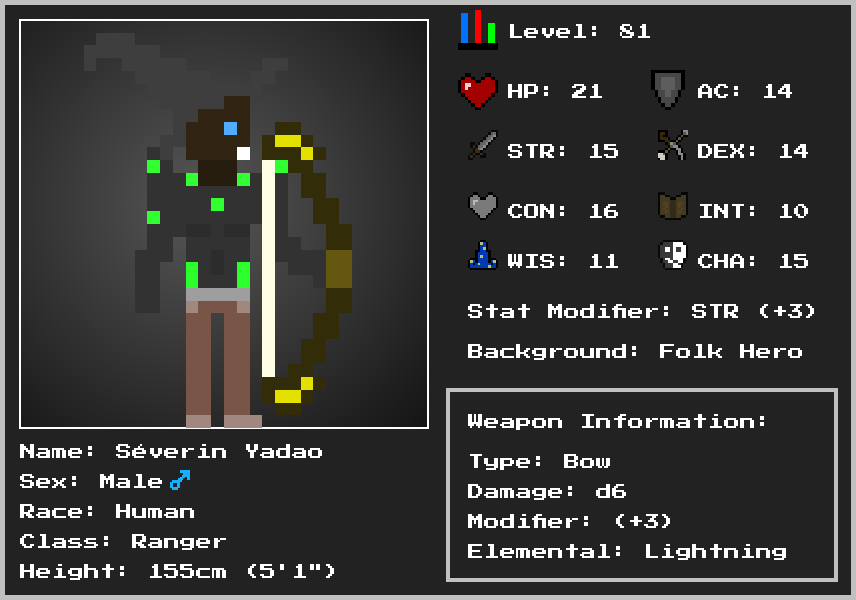 Level: 81
HP: 21
AC: 14
STR: 15
DEX: 14
CON: 16
INT: 10
WIS: 11
CHA: 15
Stat Modifier: STR (+3)
Background: Folk Hero
Weapon Information:
Type: Bow
Damage: d6
Modifier: (+3)
Elemental: Lightning
Name: Séverin Yadao
Sex: Male♂
Race: Human
Class: Ranger
Height: 155cm (5'1")